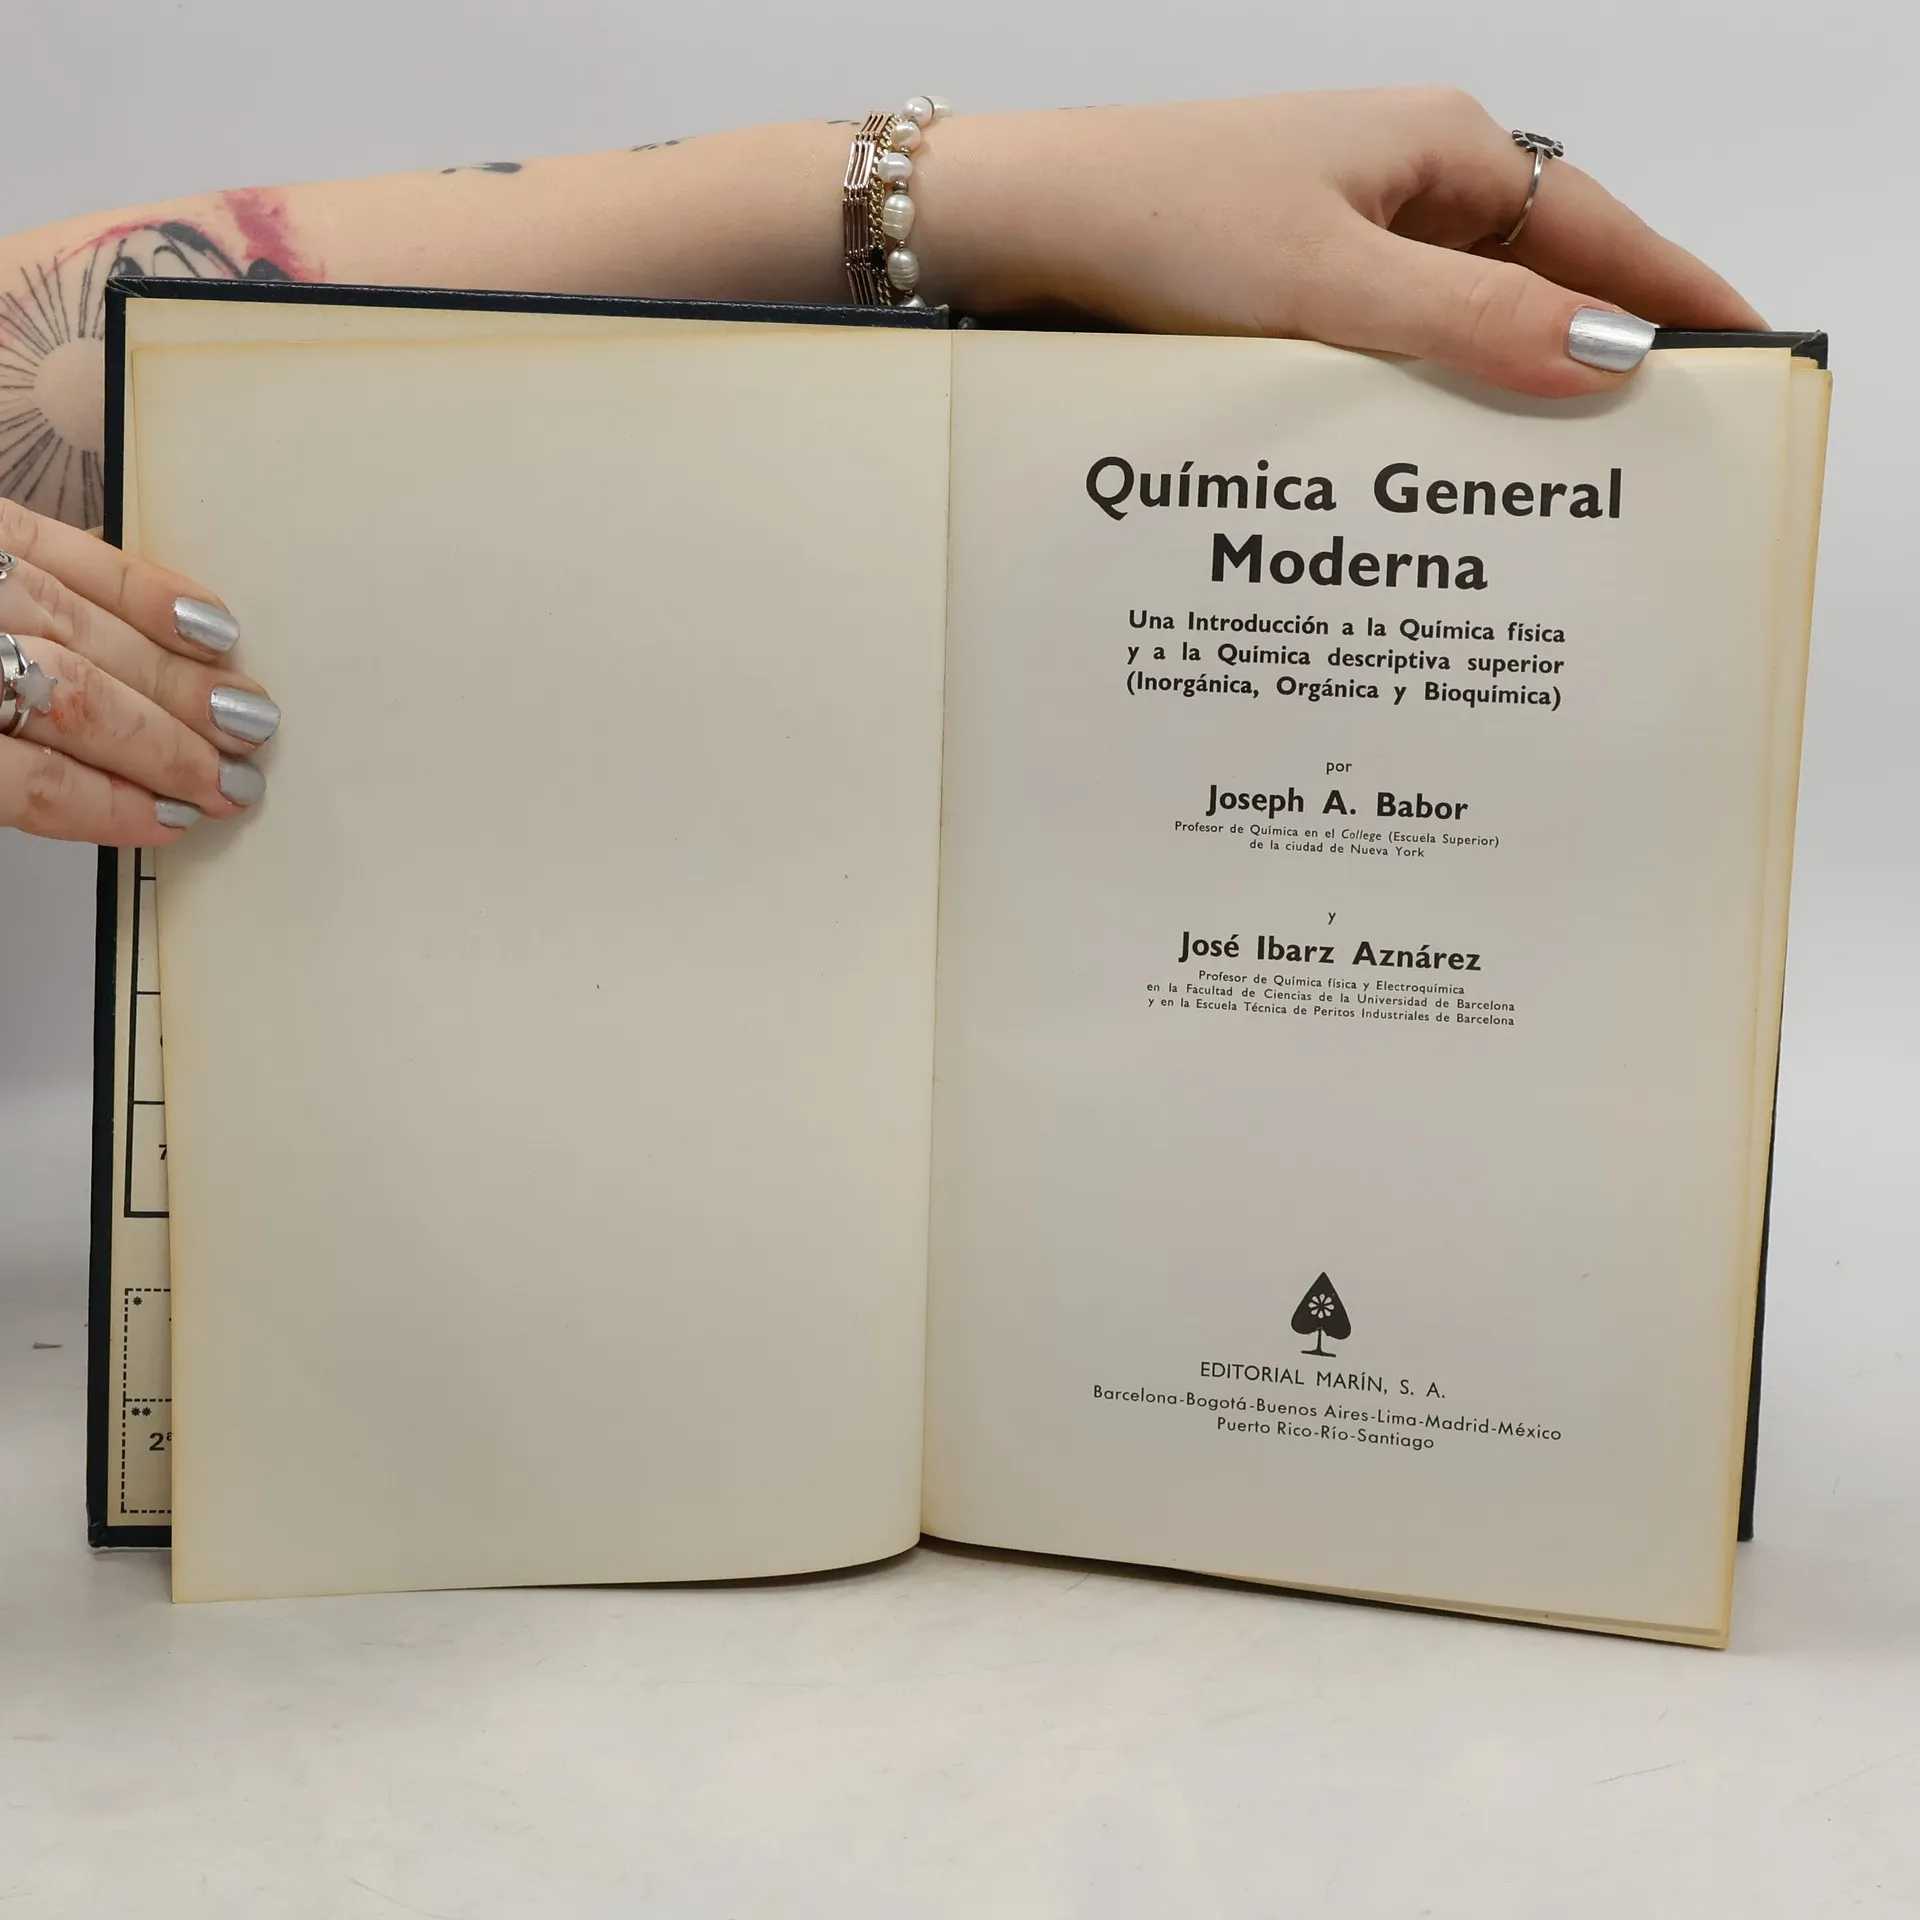 Química General
Moderna
Una Introducción a la Química física
y a la Química descriptiva superior
(Inorgánica, Orgánica y Bioquímica)
por
Joseph A. Babor
Profesor de Química en el College (Escuela Superior)
de la ciudad de Nueva York
y
José Ibarz Aznárez
Profesor de Química física y Electroquímica
en la Facultad de Ciencias de la Universidad de Barcelona
y en la Escuela Técnica de Peritos Industriales de Barcelona
EDITORIAL MARÍN, S. A.
Barcelona-Bogotá-Buenos Aires-Lima-Madrid-México
Puerto Rico-Río-Santiago
7
*
**
2ª